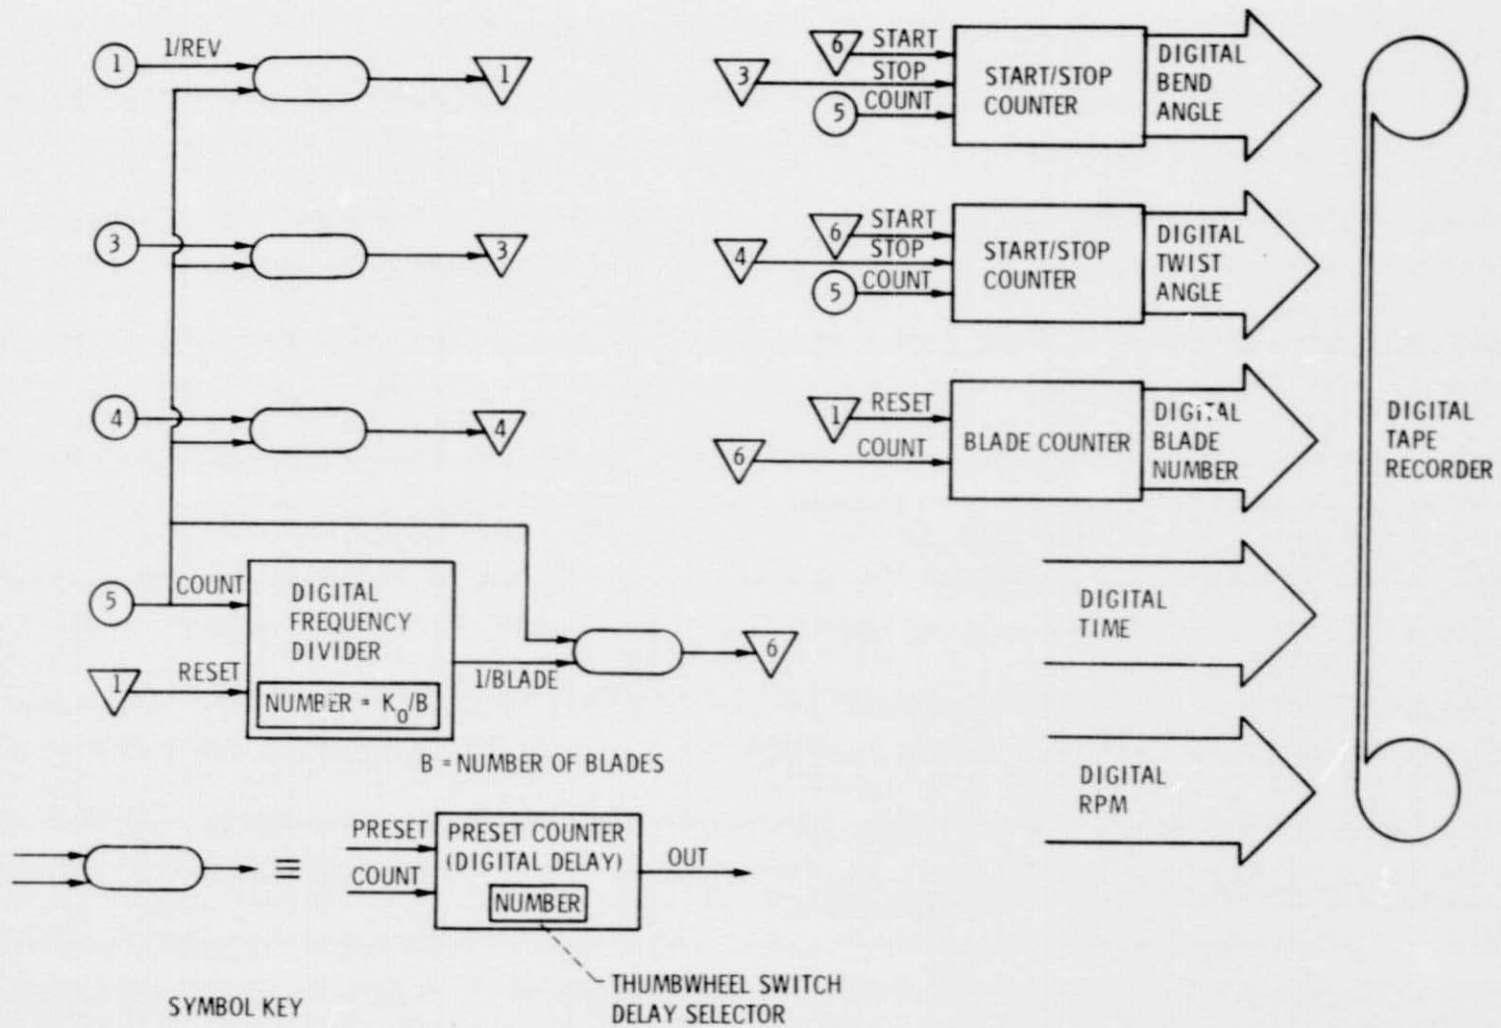 1 1/REV 1
3 3
4 4
5 COUNT
1 RESET
DIGITAL
FREQUENCY
DIVIDER
NUMBER = K0/B
1/BLADE
6
B = NUMBER OF BLADES
≡
PRESET
COUNT
PRESET COUNTER
(DIGITAL DELAY)
NUMBER
OUT
THUMBWHEEL SWITCH
DELAY SELECTOR
SYMBOL KEY
6 START
3 STOP
5 COUNT
START/STOP
COUNTER
DIGITAL
BEND
ANGLE
6 START
4 STOP
5 COUNT
START/STOP
COUNTER
DIGITAL
TWIST
ANGLE
1 RESET
6 COUNT
BLADE COUNTER
DIGITAL
BLADE
NUMBER
DIGITAL
TIME
DIGITAL
RPM
DIGITAL
TAPE
RECORDER